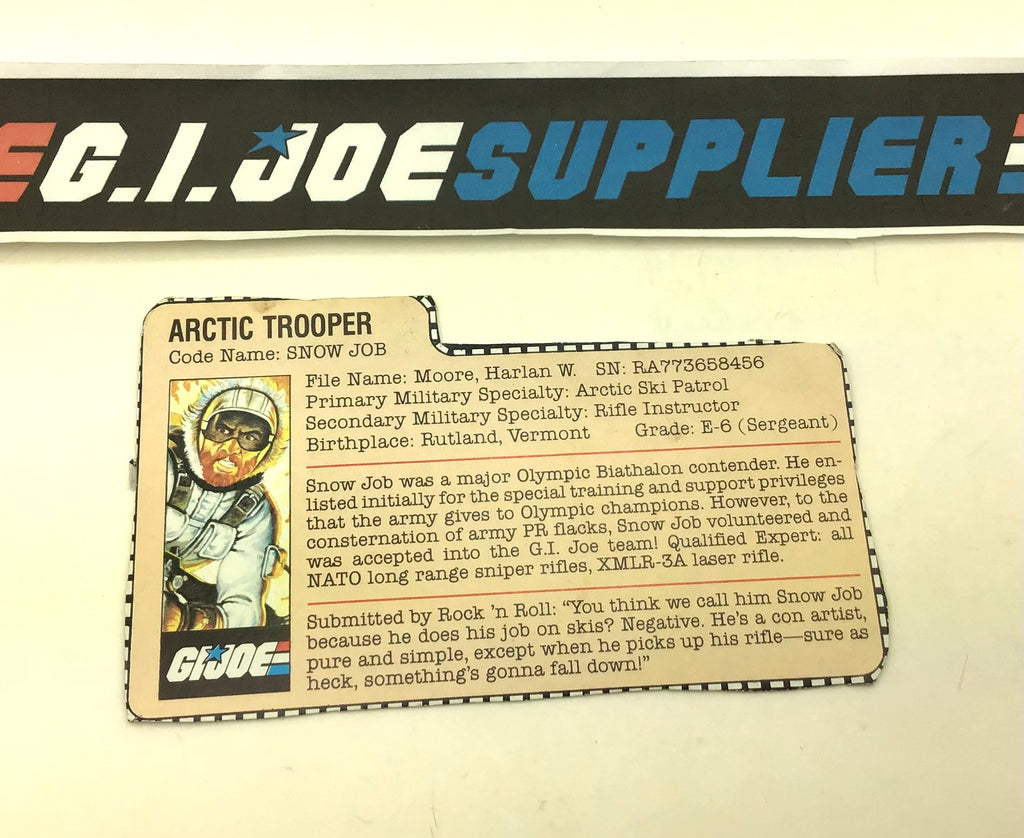 G.I. JOE SUPPLIER
ARCTIC TROOPER
Code Name: SNOW JOB
File Name: Moore, Harlan W. SN: RA773658456
Primary Military Specialty: Arctic Ski Patrol
Secondary Military Specialty: Rifle Instructor
Birthplace: Rutland, Vermont Grade: E-6 (Sergeant)
Snow Job was a major Olympic Biathalon contender. He en-
listed initially for the special training and support privileges
that the army gives to Olympic champions. However, to the
consternation of army PR flacks, Snow Job volunteered and
was accepted into the G.I. Joe team! Qualified Expert: all
NATO long range sniper rifles, XMLR-3A laser rifle.
Submitted by Rock 'n Roll: “You think we call him Snow Job
because he does his job on skis? Negative. He's a con artist,
pure and simple, except when he picks up his rifle—sure as
heck, something's gonna fall down!”
GI JOE